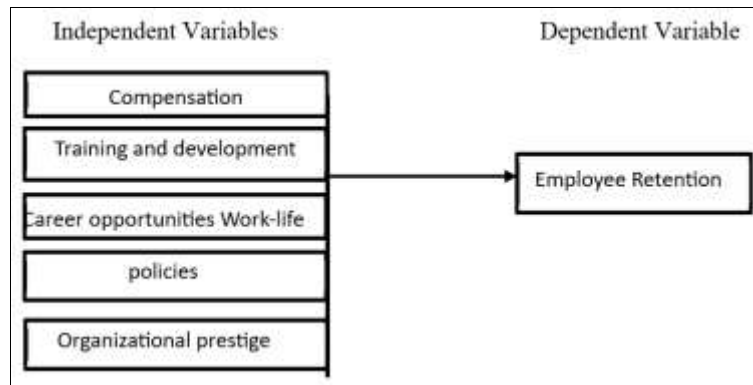 Independent Variables
Dependent Variable
Compensation
Training and development
Employee Retention
Career opportunities Work-life
policies
Organizational prestige